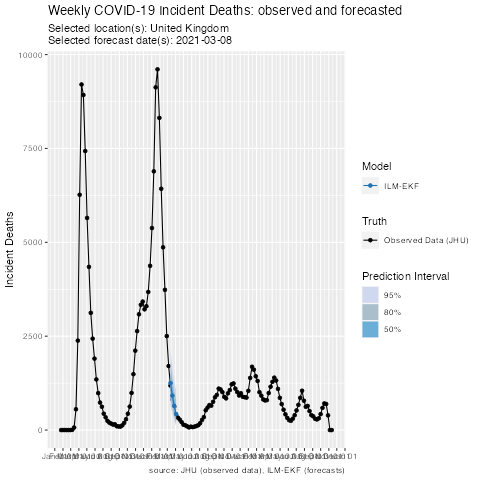 Weekly COVID-19 Incident Deaths: observed and forecasted
Selected location(s): United Kingdom
Selected forecast date(s): 2021-03-08
10000
7500
5000
2500
0
Incident Deaths
Model
ILM-EKF
Truth
Observed Data (JHU)
Prediction Interval
95%
80%
50%
source: JHU (observed data), ILM-EKF (forecasts)